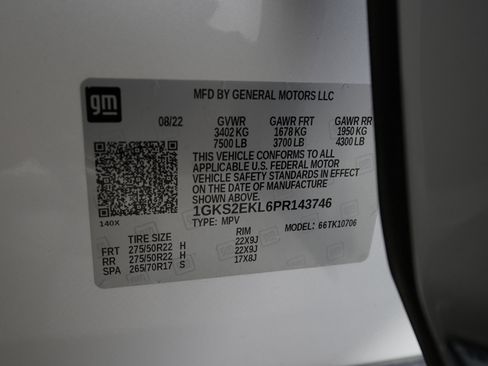 gm
MFD BY GENERAL MOTORS LLC
08/22 GVWR GAWR FRT GAWR RR
3402 KG 1678 KG 1950 KG
7500 LB 3700 LB 4300 LB
THIS VEHICLE CONFORMS TO ALL
APPLICABLE U.S. FEDERAL MOTOR
VEHICLE SAFETY STANDARDS IN EFFECT
ON THE DATE OF MANUFACTURE
SHOWN ABOVE.
1GKS2EKL6PR143746
140X
TYPE: MPV MODEL: 66TK10706
TIRE SIZE RIM
FRT 275/50R22 H 22X9J
RR 275/50R22 H 22X9J
SPA 265/70R17 S 17X8J